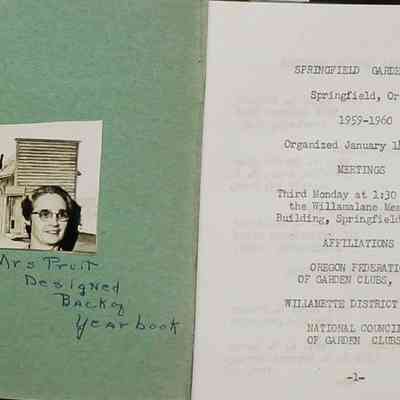 Mrs Pruit
Designed
Back of
Yearbook
SPRINGFIELD GARDE
Springfield, Or
1959-1960
Organized January 1
MEETINGS
Third Monday at 1:30
the Willamalane Me
Building, Springfield
AFFILIATIONS
OREGON FEDERATIO
OF GARDEN CLUBS,
WILLAMETTE DISTRICT
NATIONAL COUNCIL
OF GARDEN CLUBS
-1-